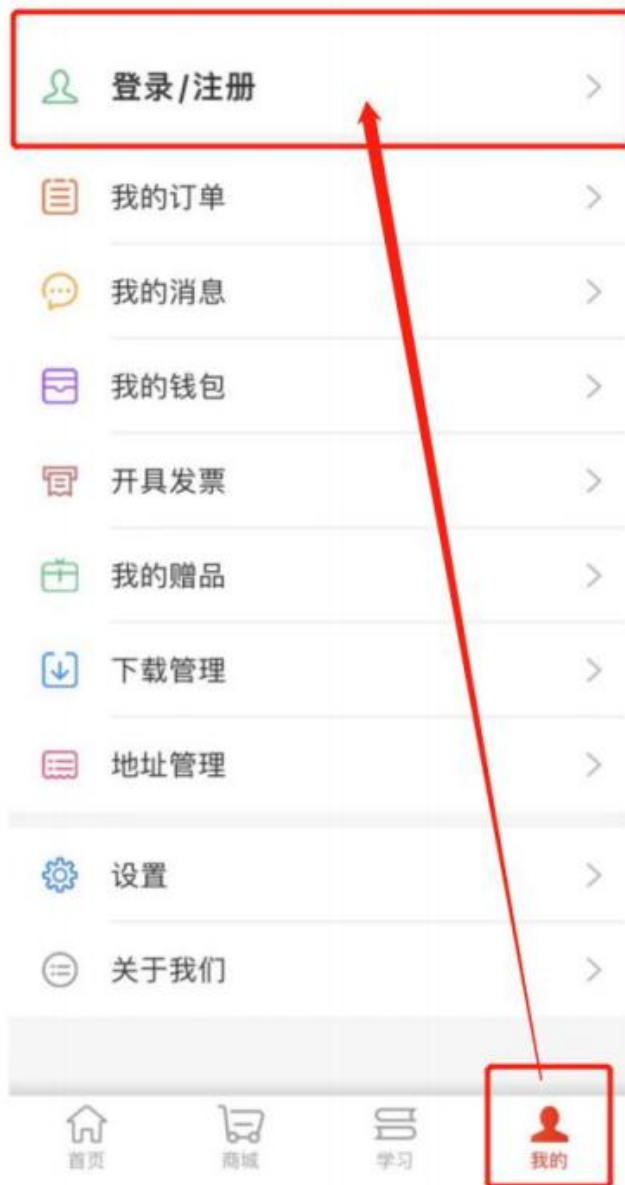 登录/注册
我的订单
我的消息
我的钱包
开具发票
我的赠品
下载管理
地址管理
设置
关于我们
首页 商城 学习 我的